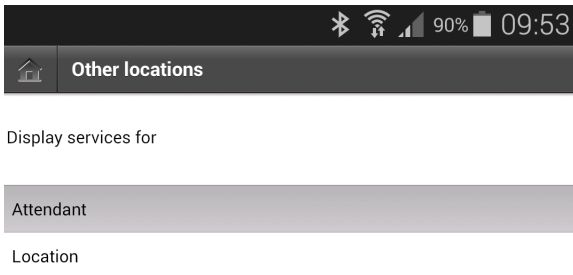 90% 09:53
Other locations
Display services for
Attendant
Location